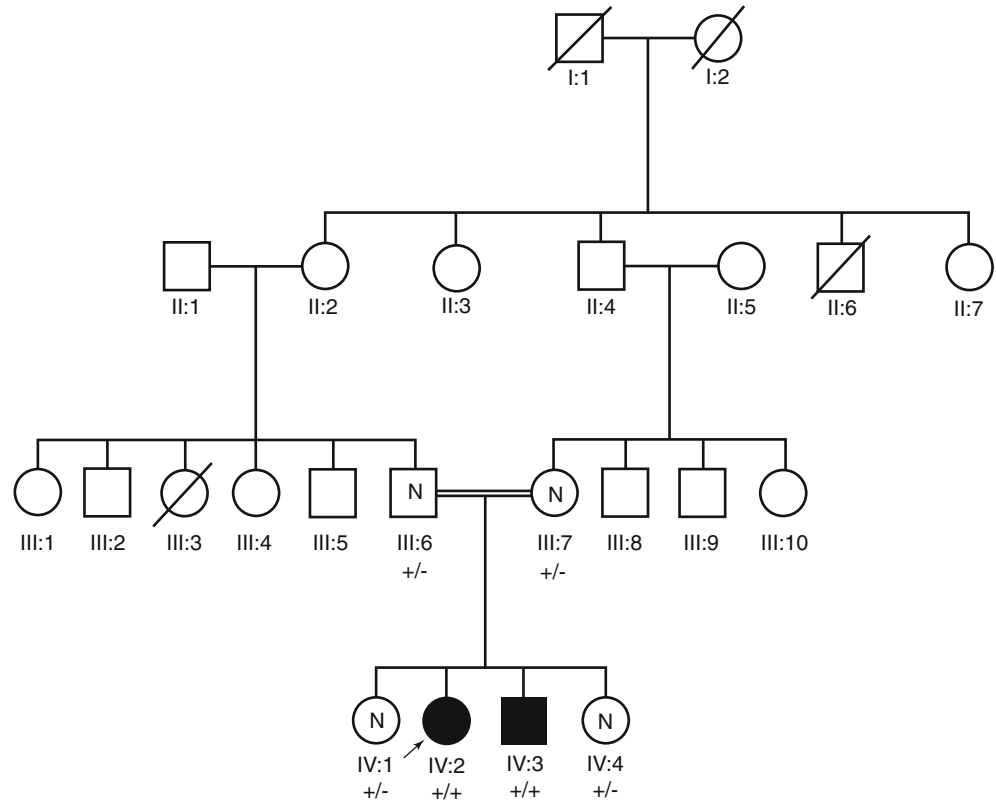 I:1 I:2
II:1 II:2 II:3 II:4 II:5 II:6 II:7
N N
III:1 III:2 III:3 III:4 III:5 III:6 III:7 III:8 III:9 III:10
+/- +/-
N N
IV:1 IV:2 IV:3 IV:4
+/- +/+ +/+ +/-